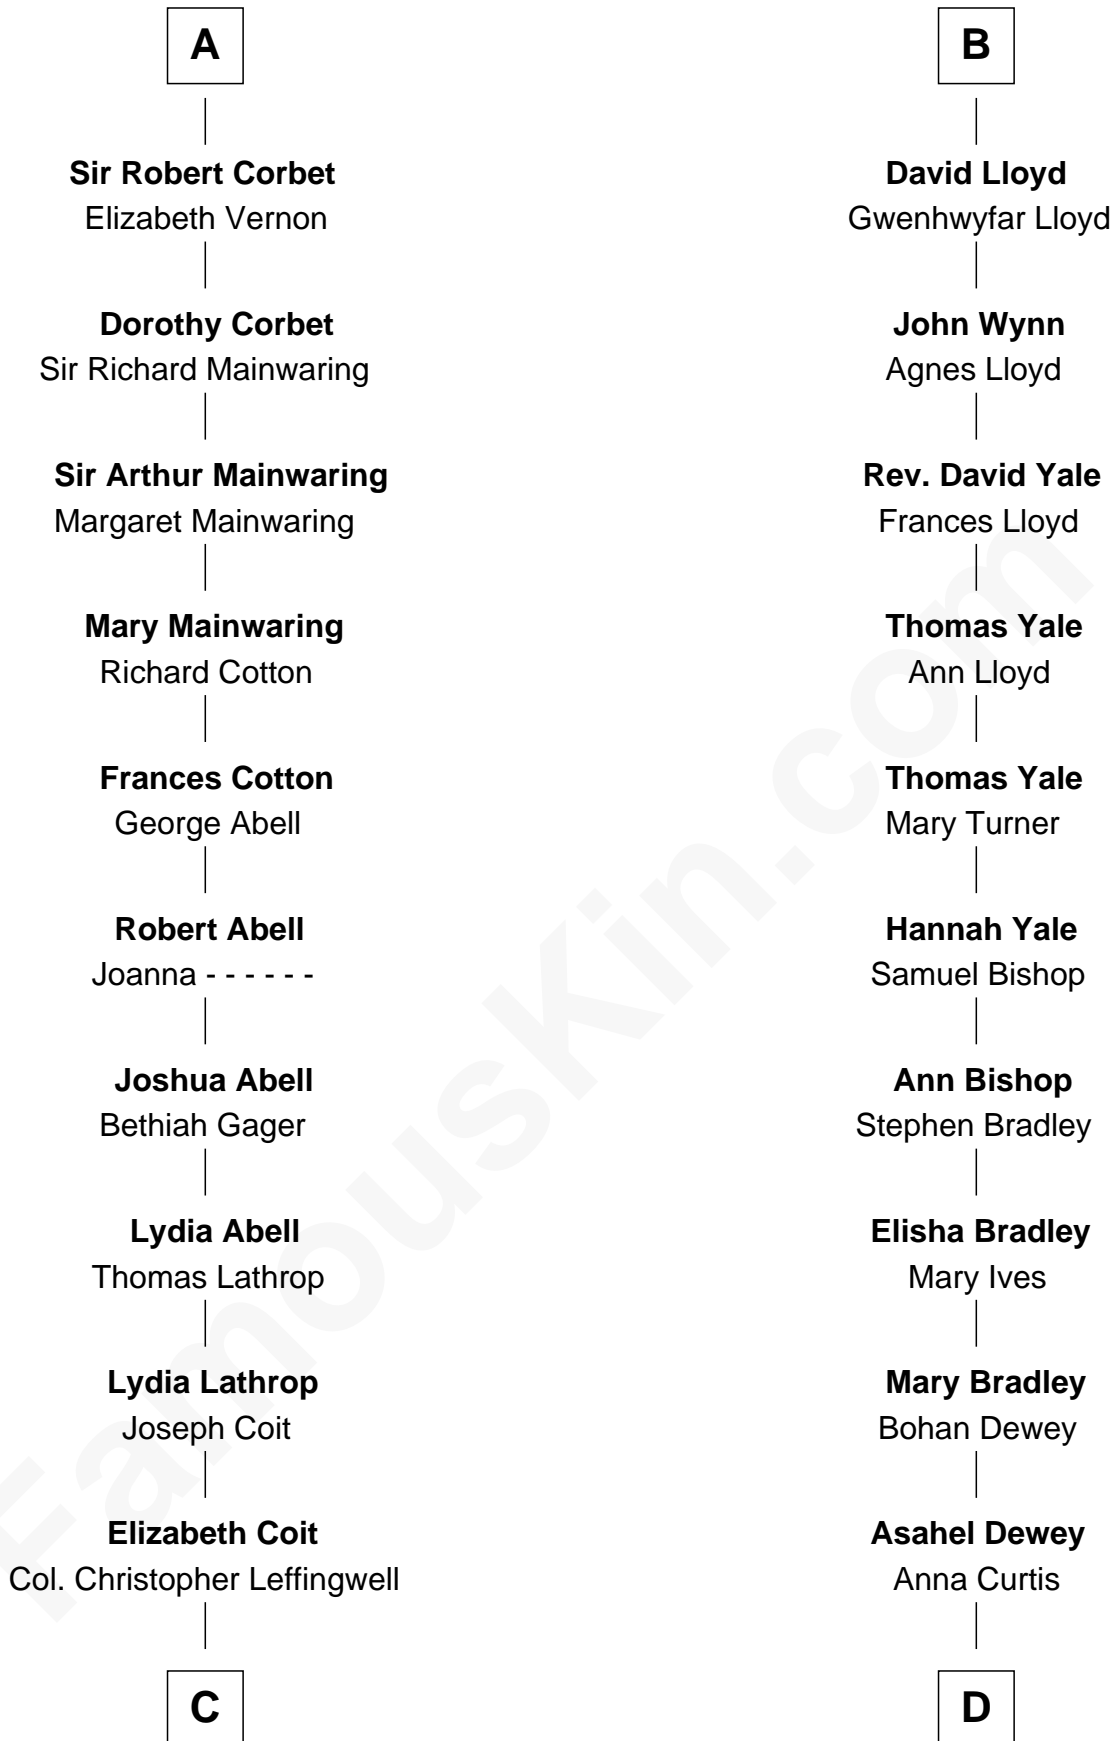 A
Sir Robert Corbet
Elizabeth Vernon
Dorothy Corbet
Sir Richard Mainwaring
Sir Arthur Mainwaring
Margaret Mainwaring
Mary Mainwaring
Richard Cotton
Frances Cotton
George Abell
Robert Abell
Joanna - - - - - -
Joshua Abell
Bethiah Gager
Lydia Abell
Thomas Lathrop
Lydia Lathrop
Joseph Coit
Elizabeth Coit
Col. Christopher Leffingwell
C
B
David Lloyd
Gwenhwyfar Lloyd
John Wynn
Agnes Lloyd
Rev. David Yale
Frances Lloyd
Thomas Yale
Ann Lloyd
Thomas Yale
Mary Turner
Hannah Yale
Samuel Bishop
Ann Bishop
Stephen Bradley
Elisha Bradley
Mary Ives
Mary Bradley
Bohan Dewey
Asahel Dewey
Anna Curtis
D
FamousKin.com